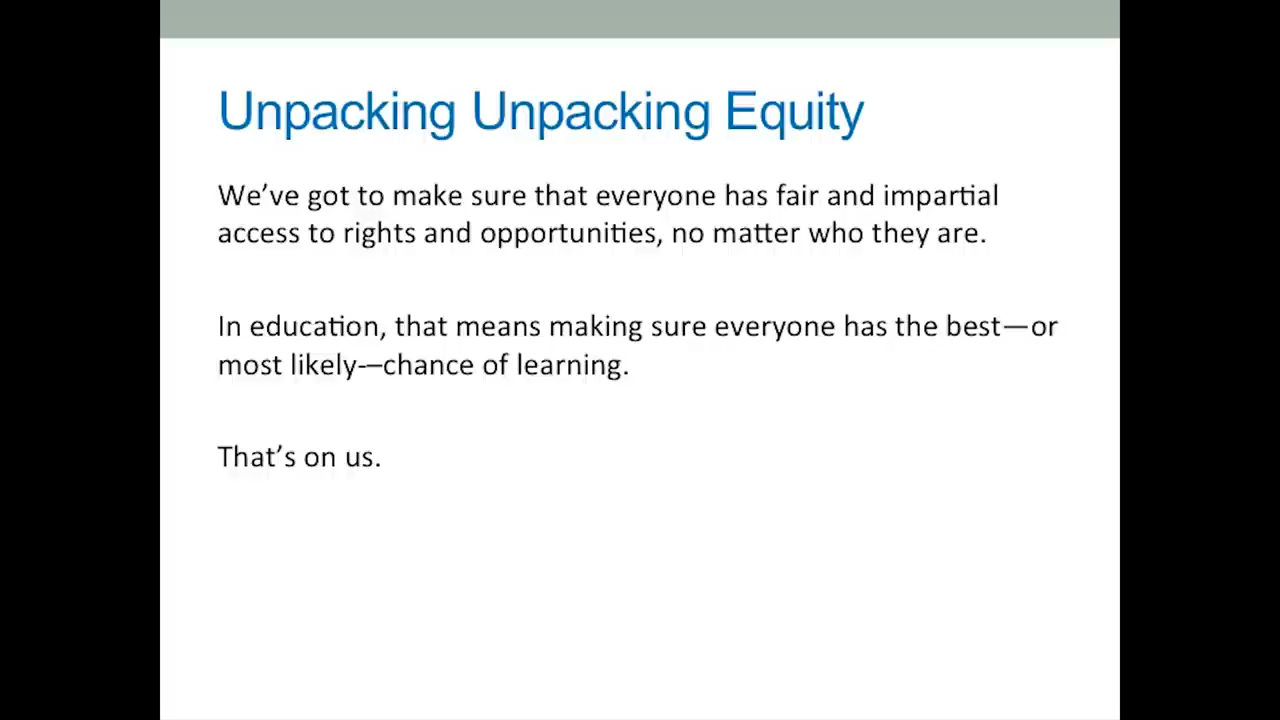 Unpacking Unpacking Equity
We’ve got to make sure that everyone has fair and impartial
access to rights and opportunities, no matter who they are.
In education, that means making sure everyone has the best—or
most likely-—chance of learning.
That’s on us.